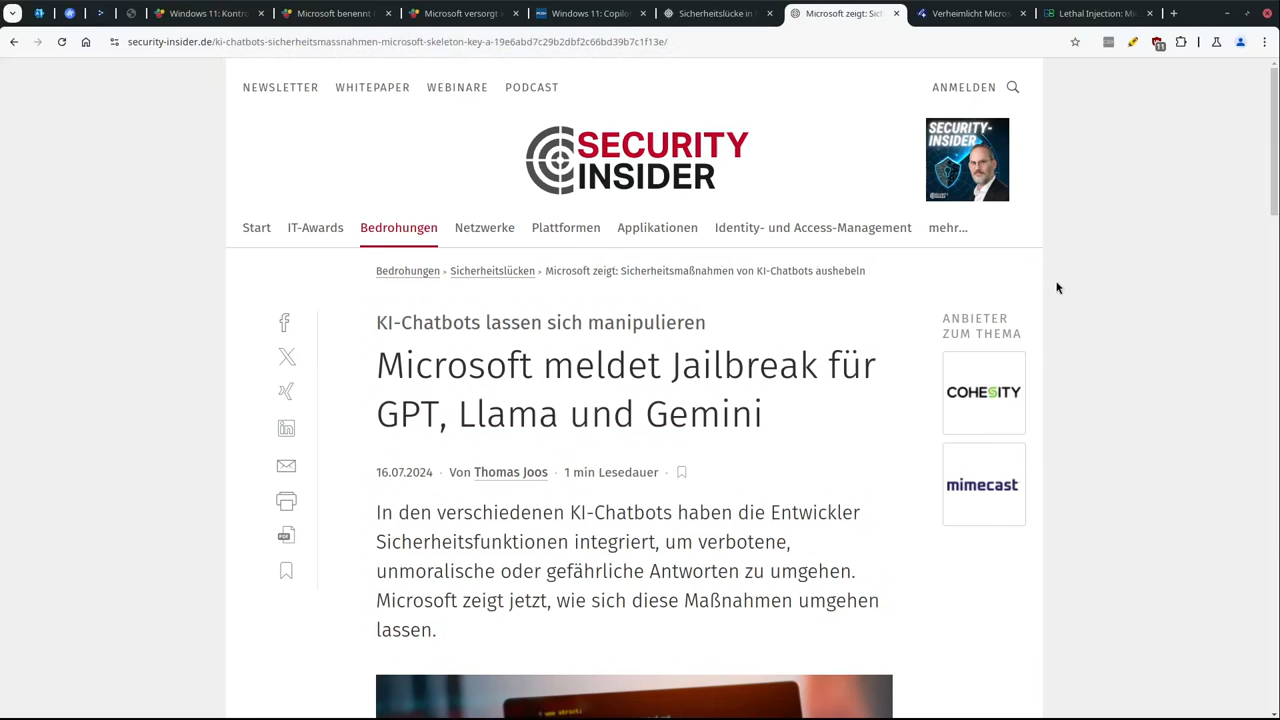 Windows 11: Kontro
Microsoft benennt
Microsoft versorgt
Windows 11: Copilo
Sicherheitslücke in
Microsoft zeigt: Sic
Verheimlicht Micros
Lethal Injection: Mi
security-insider.de/ki-chatbots-sicherheitsmassnahmen-microsoft-skeleton-key-a-19e6abd7c29b2dbf2c66bd39b7c1f13e/
11
NEWSLETTER WHITEPAPER WEBINARE PODCAST
ANMELDEN
SECURITY
INSIDER
SECURITY-
INSIDER
Start IT-Awards Bedrohungen Netzwerke Plattformen Applikationen Identity- und Access-Management mehr...
Bedrohungen > Sicherheitslücken > Microsoft zeigt: Sicherheitsmaßnahmen von KI-Chatbots aushebeln
KI-Chatbots lassen sich manipulieren
Microsoft meldet Jailbreak für
GPT, Llama und Gemini
16.07.2024 · Von Thomas Joos · 1 min Lesedauer ·
In den verschiedenen KI-Chatbots haben die Entwickler
Sicherheitsfunktionen integriert, um verbotene,
unmoralische oder gefährliche Antworten zu umgehen.
Microsoft zeigt jetzt, wie sich diese Maßnahmen umgehen
lassen.
ANBIETER
ZUM THEMA
COHESITY
mimecast
PDF